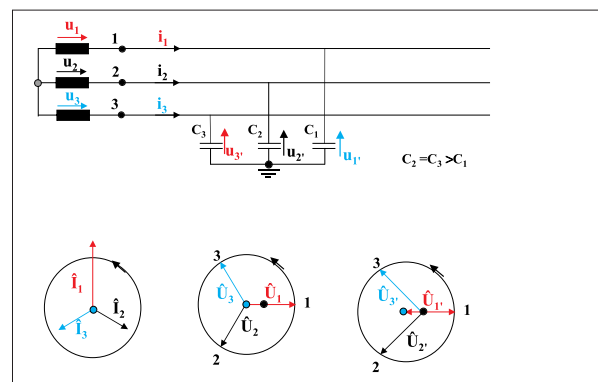 u₁ 1 i₁
u₂ 2 i₂
u₃ 3 i₃
C₃ C₂ C₁
u₃' u₂' u₁'
C₂ =C₃ >C₁
Î₁
Î₂
Î₃
3
Û₃ Û₁ 1
Û₂
2
3
Û₃' Û₁' 1
Û₂'
2